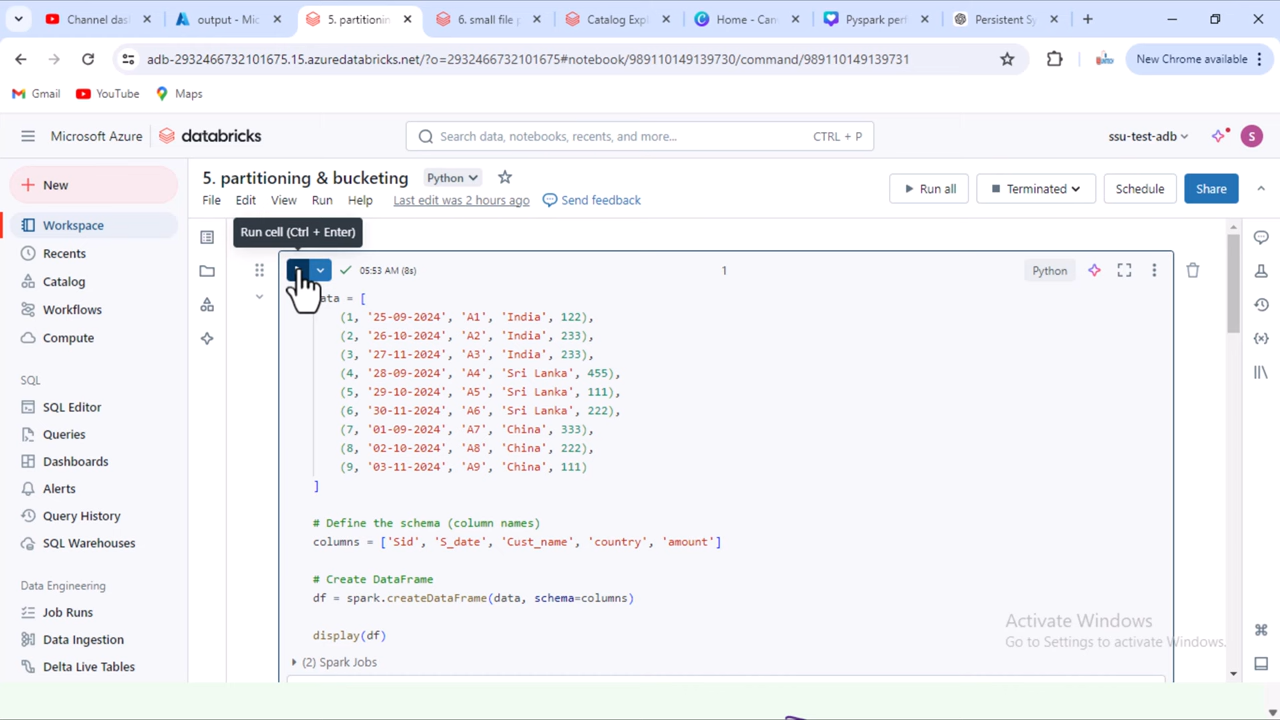 Channel das
output - Mic
5. partitionin
6. small file p
Catalog Exp
Home - Can
Pyspark perf
Persistent Sy
adb-2932466732101675.15.azuredatabricks.net/?o=2932466732101675#notebook/989110149139730/command/989110149139731
New Chrome available
Gmail
YouTube
Maps
Microsoft Azure
databricks
Search data, notebooks, recents, and more...
CTRL + P
ssu-test-adb
S
New
5. partitioning & bucketing
Python
Run all
Terminated
Schedule
Share
File
Edit
View
Run
Help
Last edit was 2 hours ago
Send feedback
Workspace
Recents
Catalog
Workflows
Compute
SQL
SQL Editor
Queries
Dashboards
Alerts
Query History
SQL Warehouses
Data Engineering
Job Runs
Data Ingestion
Delta Live Tables
Run cell (Ctrl + Enter)
05:53 AM (8s)
1
Python
ata = [
(1, '25-09-2024', 'A1', 'India', 122),
(2, '26-10-2024', 'A2', 'India', 233),
(3, '27-11-2024', 'A3', 'India', 233),
(4, '28-09-2024', 'A4', 'Sri Lanka', 455),
(5, '29-10-2024', 'A5', 'Sri Lanka', 111),
(6, '30-11-2024', 'A6', 'Sri Lanka', 222),
(7, '01-09-2024', 'A7', 'China', 333),
(8, '02-10-2024', 'A8', 'China', 222),
(9, '03-11-2024', 'A9', 'China', 111)
]
# Define the schema (column names)
columns = ['Sid', 'S_date', 'Cust_name', 'country', 'amount']
# Create DataFrame
df = spark.createDataFrame(data, schema=columns)
display(df)
(2) Spark Jobs
Activate Windows
Go to Settings to activate Windows.